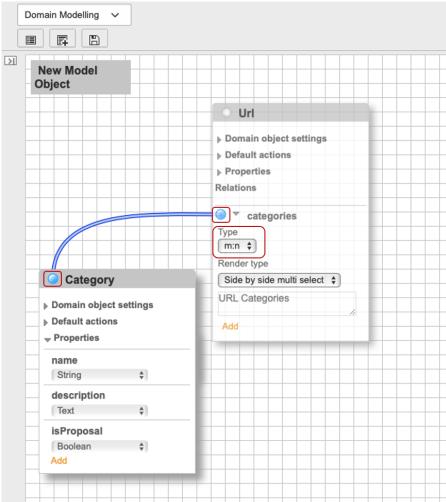 Domain Modelling
New Model
Object
Url
Domain object settings
Default actions
Properties
Relations
categories
Type
m:n
Render type
Side by side multi select
URL Categories
Add
Category
Domain object settings
Default actions
Properties
name
String
description
Text
isProposal
Boolean
Add